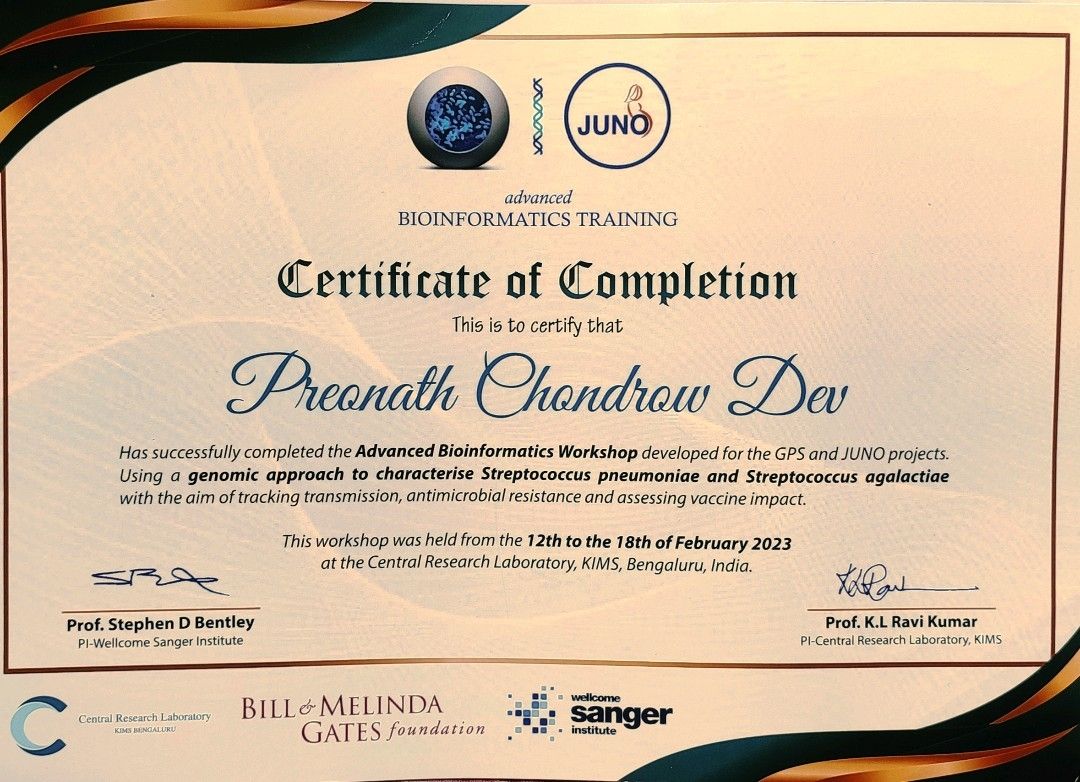 JUNO
advanced
BIOINFORMATICS TRAINING
Certificate of Completion
This is to certify that
Preonath Chondrow Dev
Has successfully completed the Advanced Bioinformatics Workshop developed for the GPS and JUNO projects.
Using a genomic approach to characterise Streptococcus pneumoniae and Streptococcus agalactiae
with the aim of tracking transmission, antimicrobial resistance and assessing vaccine impact.
This workshop was held from the 12th to the 18th of February 2023
at the Central Research Laboratory, KIMS, Bengaluru, India.
Prof. Stephen D Bentley
PI-Wellcome Sanger Institute
Prof. K.L Ravi Kumar
PI-Central Research Laboratory, KIMS
Central Research Laboratory
KIMS BENGALURU
BILL & MELINDA
GATES foundation
wellcome
sanger
institute